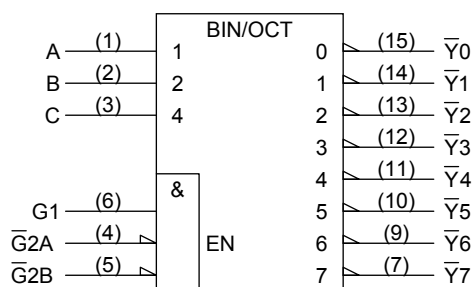 BIN/OCT
A (1) 1 0 (15) Y̅0
B (2) 2 1 (14) Y̅1
C (3) 4 2 (13) Y̅2
3 (12) Y̅3
& 4 (11) Y̅4
G1 (6) 5 (10) Y̅5
G̅2A (4) EN 6 (9) Y̅6
G̅2B (5) 7 (7) Y̅7